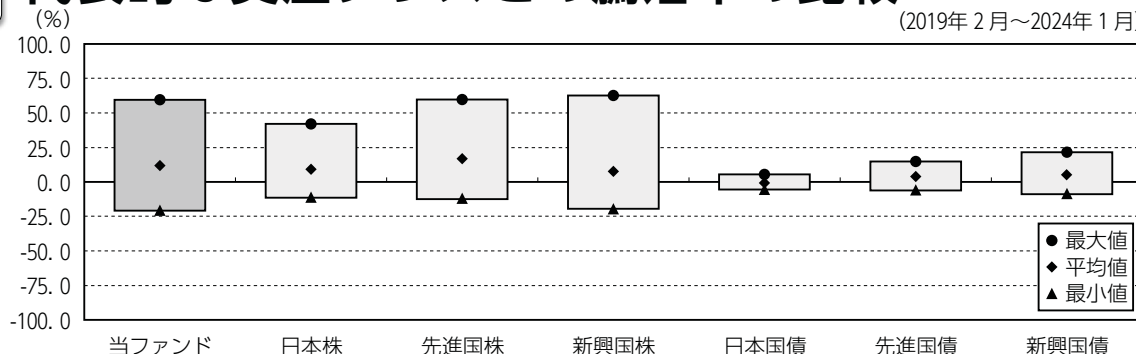 (%)
(2019年2月～2024年1月)
100.0
75.0
50.0
25.0
0.0
-25.0
-50.0
-75.0
-100.0
● 最大値
◆ 平均値
▲ 最小値
当ファンド 日本株 先進国株 新興国株 日本国債 先進国債 新興国債